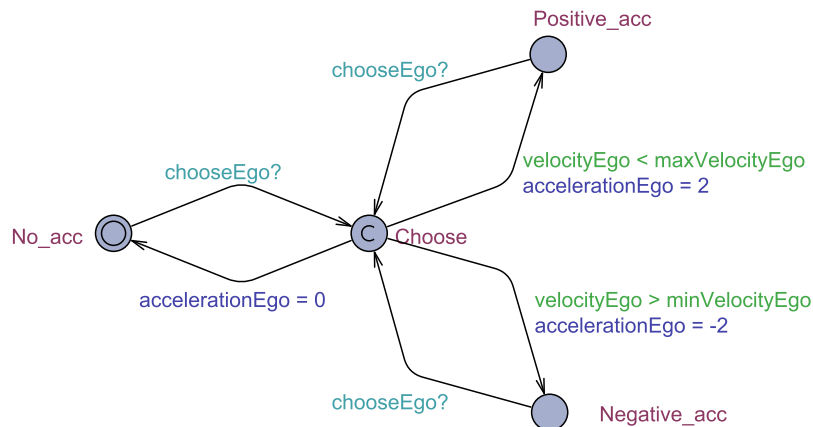 Positive_acc
chooseEgo?
velocityEgo < maxVelocityEgo
accelerationEgo = 2
chooseEgo?
No_acc
C
Choose
accelerationEgo = 0
velocityEgo > minVelocityEgo
accelerationEgo = -2
chooseEgo?
Negative_acc